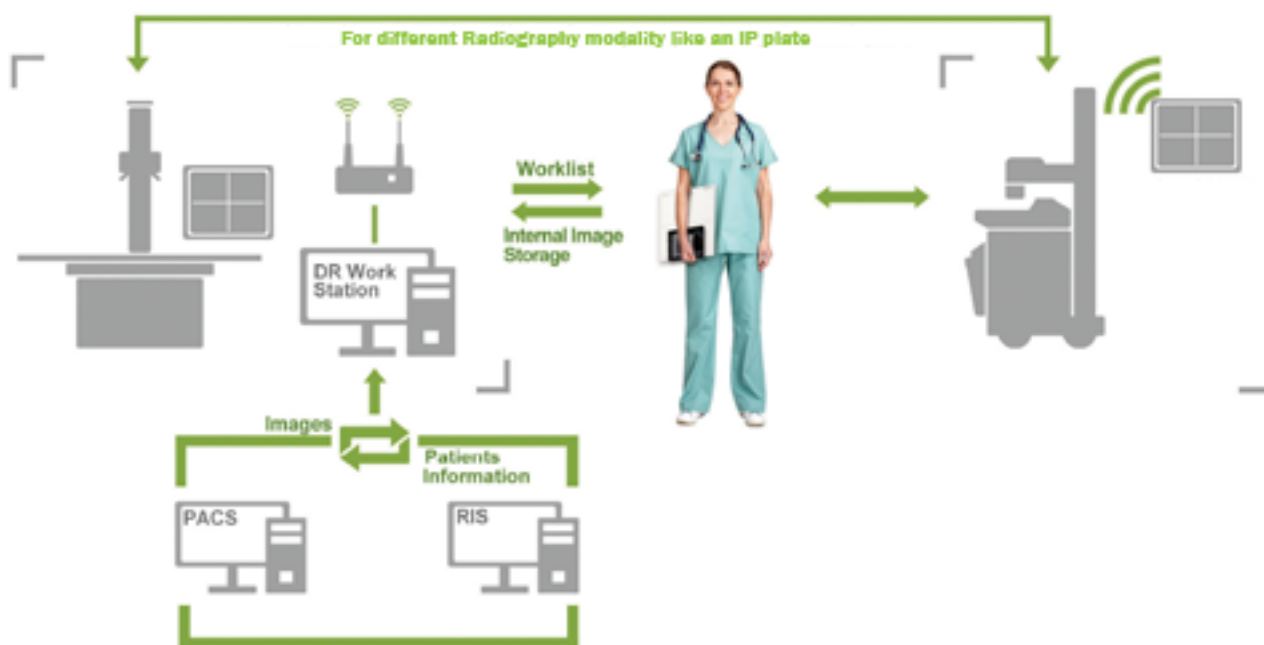 For different Radiography modality like an IP plate
Worklist
Internal Image
Storage
DR Work
Station
Images
Patients
Information
PACS
RIS